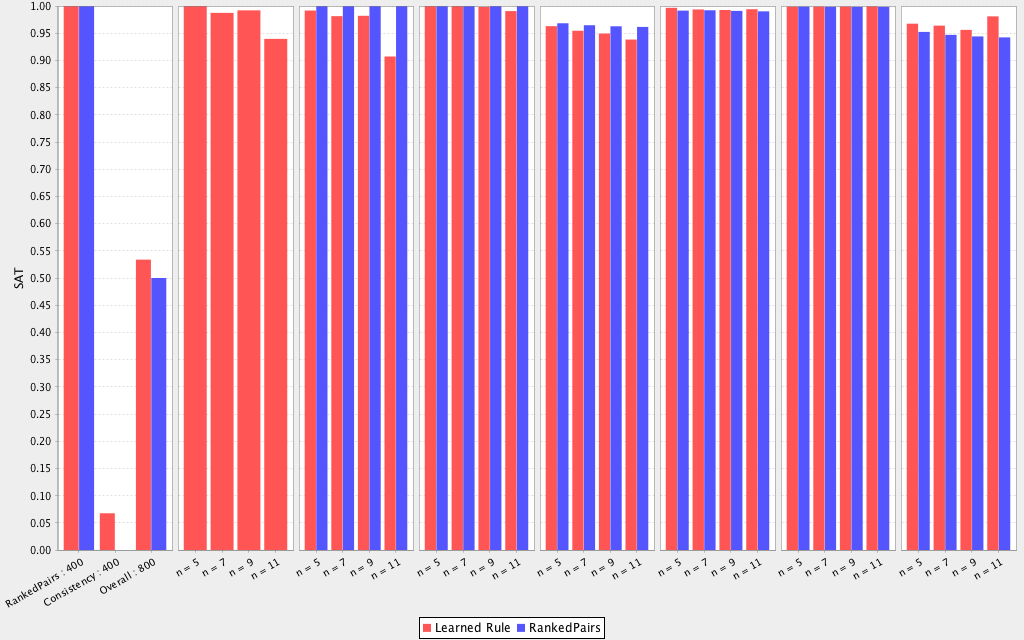 1.00
0.95
0.90
0.85
0.80
0.75
0.70
0.65
0.60
0.55
0.50
0.45
0.40
0.35
0.30
0.25
0.20
0.15
0.10
0.05
0.00
SAT
RankedPairs : 400
Consistency : 400
Overall : 800
n = 5
n = 7
n = 9
n = 11
n = 5
n = 7
n = 9
n = 11
n = 5
n = 7
n = 9
n = 11
n = 5
n = 7
n = 9
n = 11
n = 5
n = 7
n = 9
n = 11
n = 5
n = 7
n = 9
n = 11
n = 5
n = 7
n = 9
n = 11
Learned Rule RankedPairs